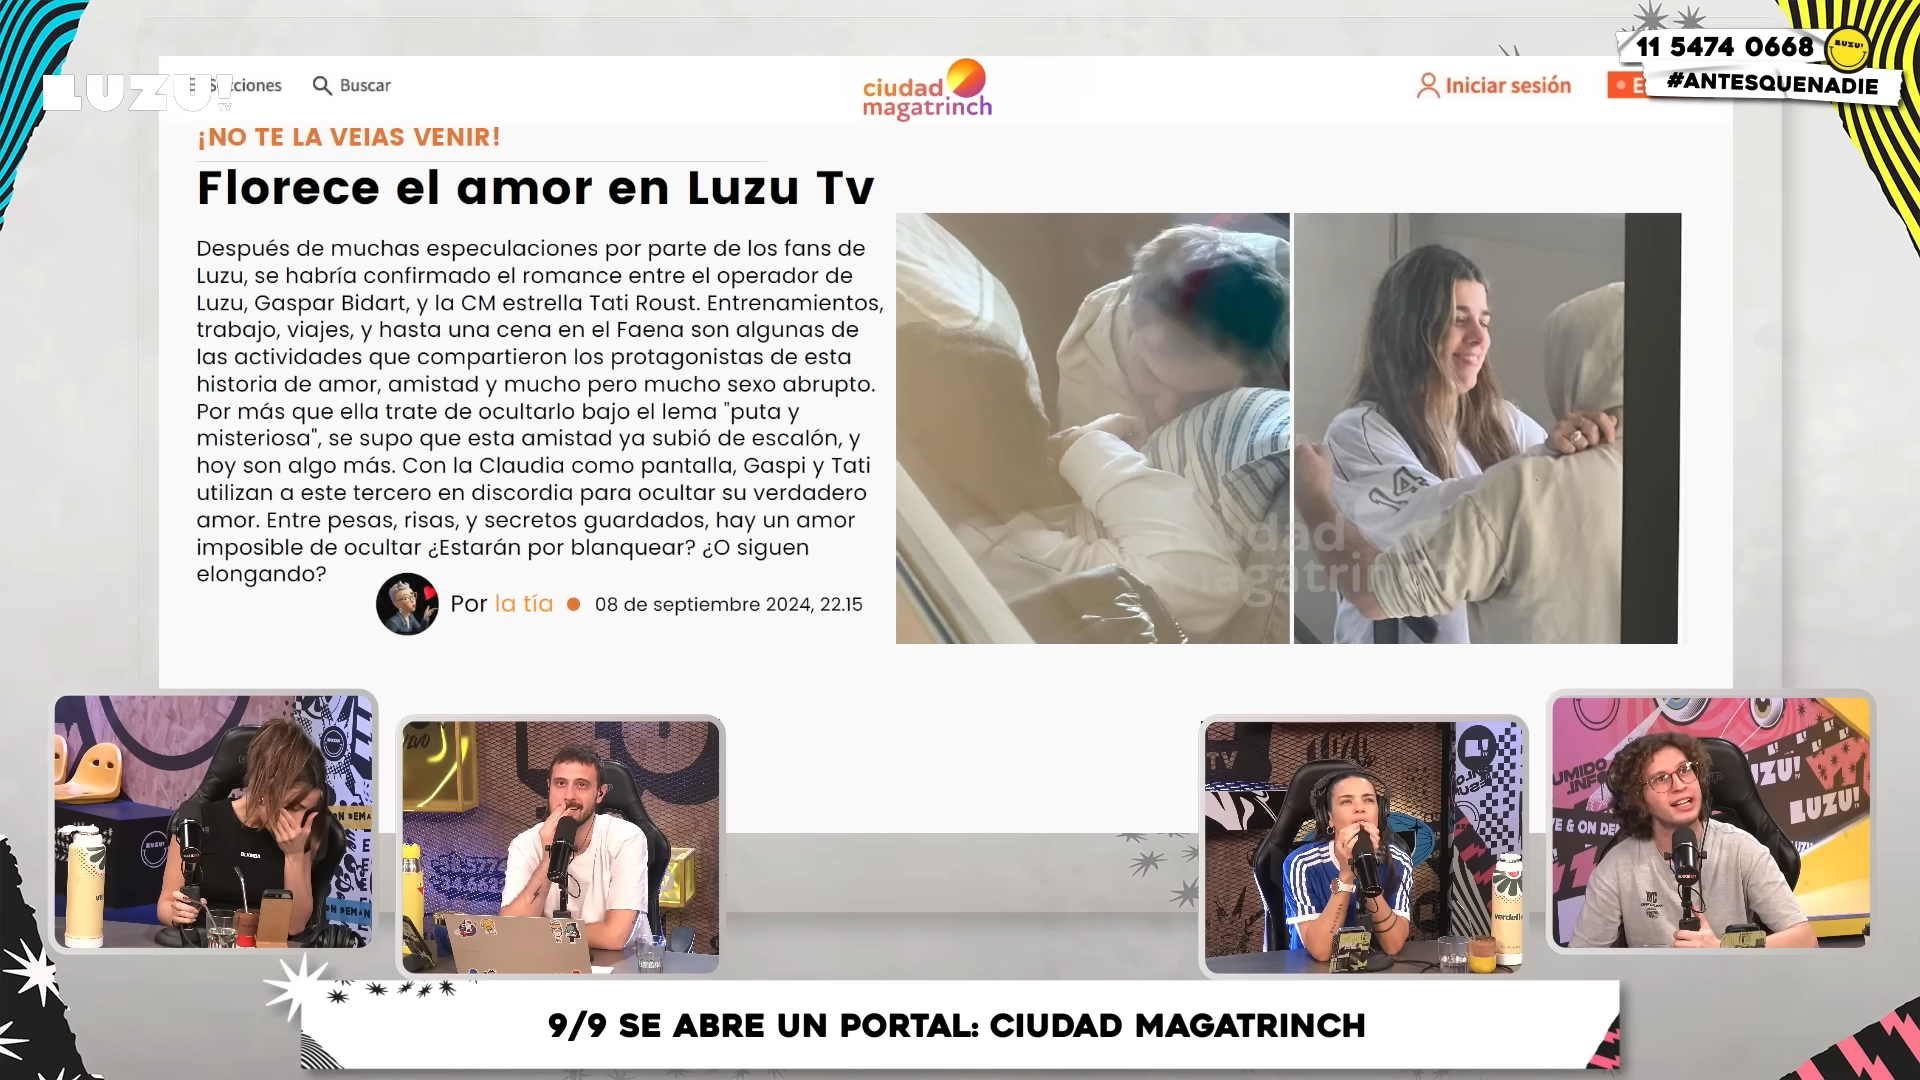 LUZU!
TV
Secciones
Buscar
ciudad
magatrinch
Iniciar sesión
11 5474 0668
#ANTESQUENADIE
¡NO TE LA VEIAS VENIR!
Florece el amor en Luzu Tv
Después de muchas especulaciones por parte de los fans de
Luzu, se habría confirmado el romance entre el operador de
Luzu, Gaspar Bidart, y la CM estrella Tati Roust. Entrenamientos,
trabajo, viajes, y hasta una cena en el Faena son algunas de
las actividades que compartieron los protagonistas de esta
historia de amor, amistad y mucho pero mucho sexo abrupto.
Por más que ella trate de ocultarlo bajo el lema "puta y
misteriosa", se supo que esta amistad ya subió de escalón, y
hoy son algo más. Con la Claudia como pantalla, Gaspi y Tati
utilizan a este tercero en discordia para ocultar su verdadero
amor. Entre pesas, risas, y secretos guardados, hay un amor
imposible de ocultar ¿Estarán por blanquear? ¿O siguen
elongando?
Por la tía
08 de septiembre 2024, 22.15
14
ciudad
magatrinch
LUZU!
9/9 SE ABRE UN PORTAL: CIUDAD MAGATRINCH